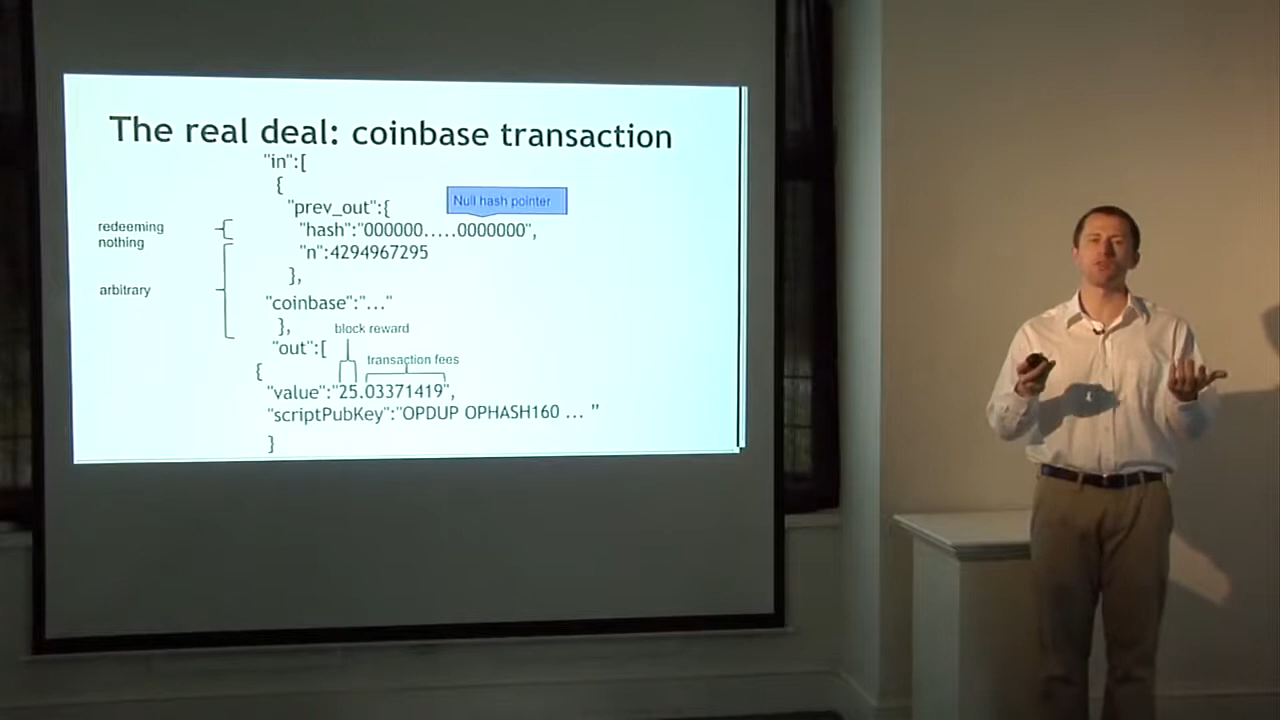 The real deal: coinbase transaction
"in":[
{
"prev_out":{
Null hash pointer
"hash":"000000.....0000000",
"n":4294967295
},
redeeming
nothing
arbitrary
"coinbase":"..."
},
block reward
"out":[
transaction fees
{
"value":"25.03371419",
"scriptPubKey":"OPDUP OPHASH160 ... ”
}